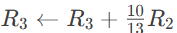 R₃ ← R₃ + 10/13 R₂